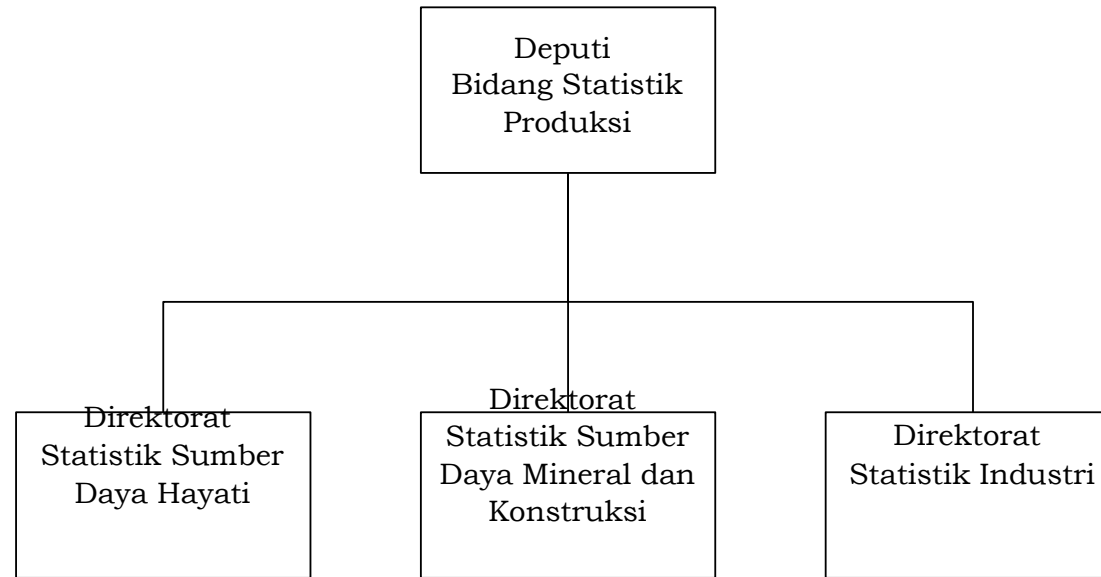 Deputi
Bidang Statistik
Produksi
Direktorat
Statistik Sumber
Daya Hayati
Direktorat
Statistik Sumber
Daya Mineral dan
Konstruksi
Direktorat
Statistik Industri